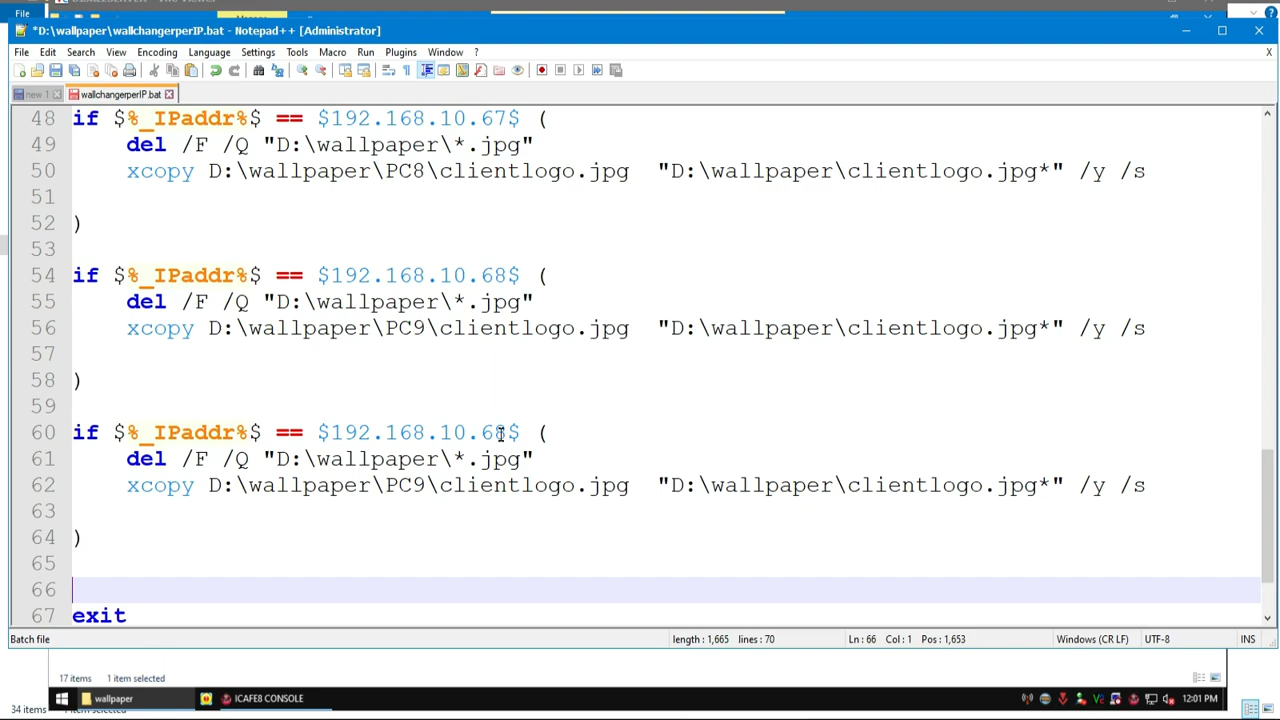 File
*D:\wallpaper\wallchangerperIP.bat - Notepad++ [Administrator]
File Edit Search View Encoding Language Settings Tools Macro Run Plugins Window ?
new 1 wallchangerperIP.bat
48 if $%_IPaddr%$ == $192.168.10.67$ (
49 del /F /Q "D:\wallpaper\*.jpg"
50 xcopy D:\wallpaper\PC8\clientlogo.jpg "D:\wallpaper\clientlogo.jpg*" /y /s
51
52 )
53
54 if $%_IPaddr%$ == $192.168.10.68$ (
55 del /F /Q "D:\wallpaper\*.jpg"
56 xcopy D:\wallpaper\PC9\clientlogo.jpg "D:\wallpaper\clientlogo.jpg*" /y /s
57
58 )
59
60 if $%_IPaddr%$ == $192.168.10.68$ (
61 del /F /Q "D:\wallpaper\*.jpg"
62 xcopy D:\wallpaper\PC9\clientlogo.jpg "D:\wallpaper\clientlogo.jpg*" /y /s
63
64 )
65
66
67 exit
Batch file length : 1,665 lines : 70 Ln : 66 Col : 1 Pos : 1,653 Windows (CR LF) UTF-8 INS
17 items 1 item selected
wallpaper ICAFE8 CONSOLE 12:01 PM
34 items